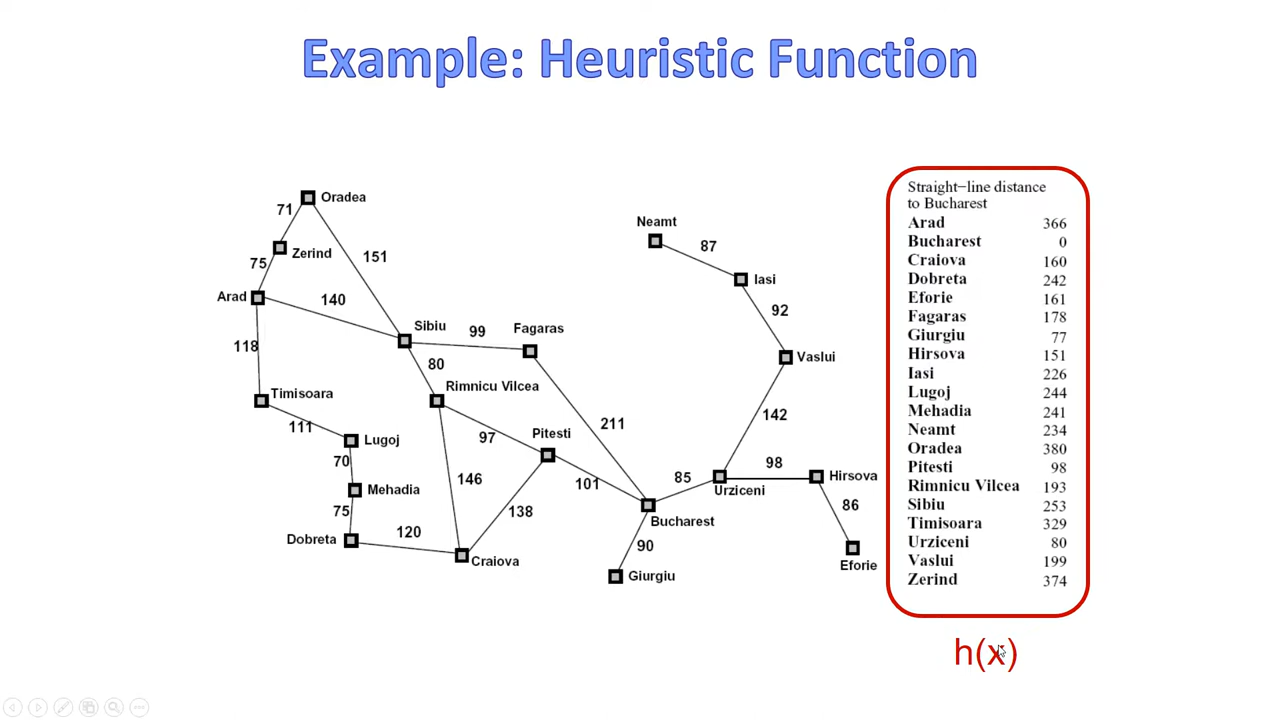 Example: Heuristic Function
Oradea
71
Zerind
151
75
Arad
140
118
Sibiu
99
Fagaras
80
Rimnicu Vilcea
Timisoara
111
Lugoj
70
Mehadia
75
Dobreta
120
Craiova
146
97
Pitesti
138
101
211
Bucharest
90
Giurgiu
85
Urziceni
98
Hirsova
86
Eforie
142
Vaslui
92
Iasi
87
Neamt
Straight-line distance
to Bucharest
Arad 366
Bucharest 0
Craiova 160
Dobreta 242
Eforie 161
Fagaras 178
Giurgiu 77
Hirsova 151
Iasi 226
Lugoj 244
Mehadia 241
Neamt 234
Oradea 380
Pitesti 98
Rimnicu Vilcea 193
Sibiu 253
Timisoara 329
Urziceni 80
Vaslui 199
Zerind 374
h(x)